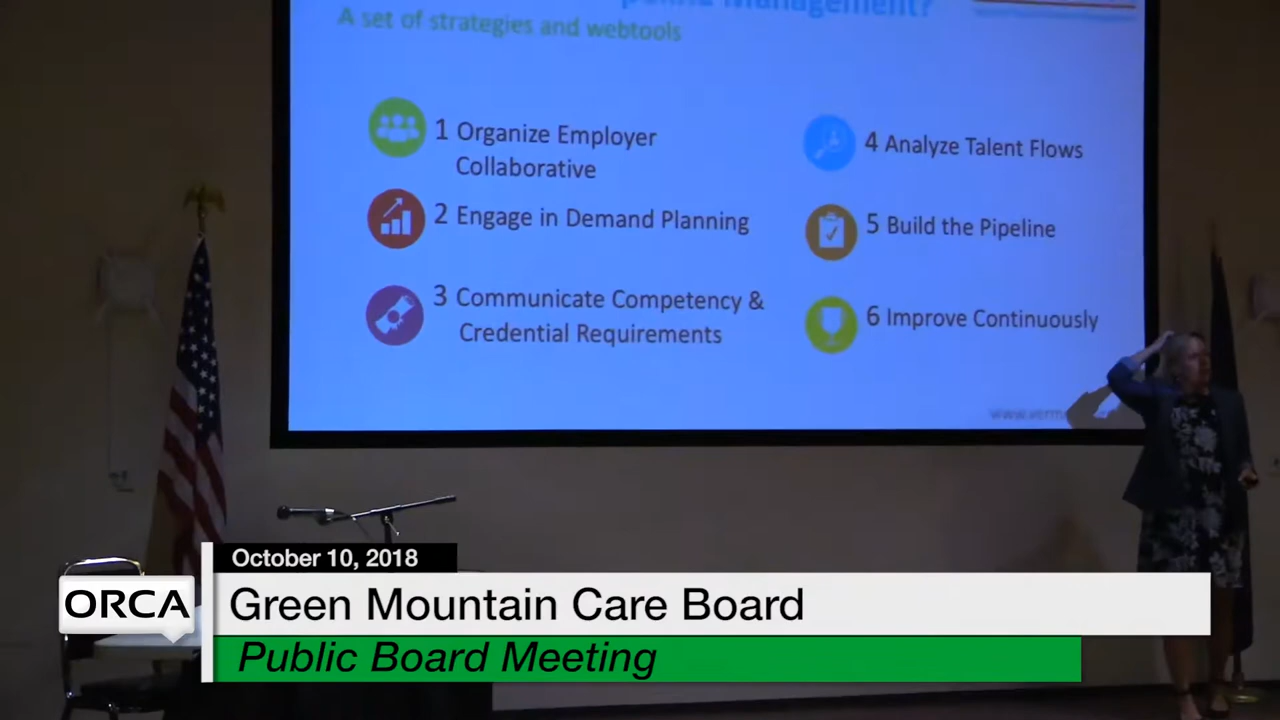 Management?
A set of strategies and webtools
1 Organize Employer
Collaborative
2 Engage in Demand Planning
3 Communicate Competency &
Credential Requirements
4 Analyze Talent Flows
5 Build the Pipeline
6 Improve Continuously
October 10, 2018
ORCA
Green Mountain Care Board
Public Board Meeting